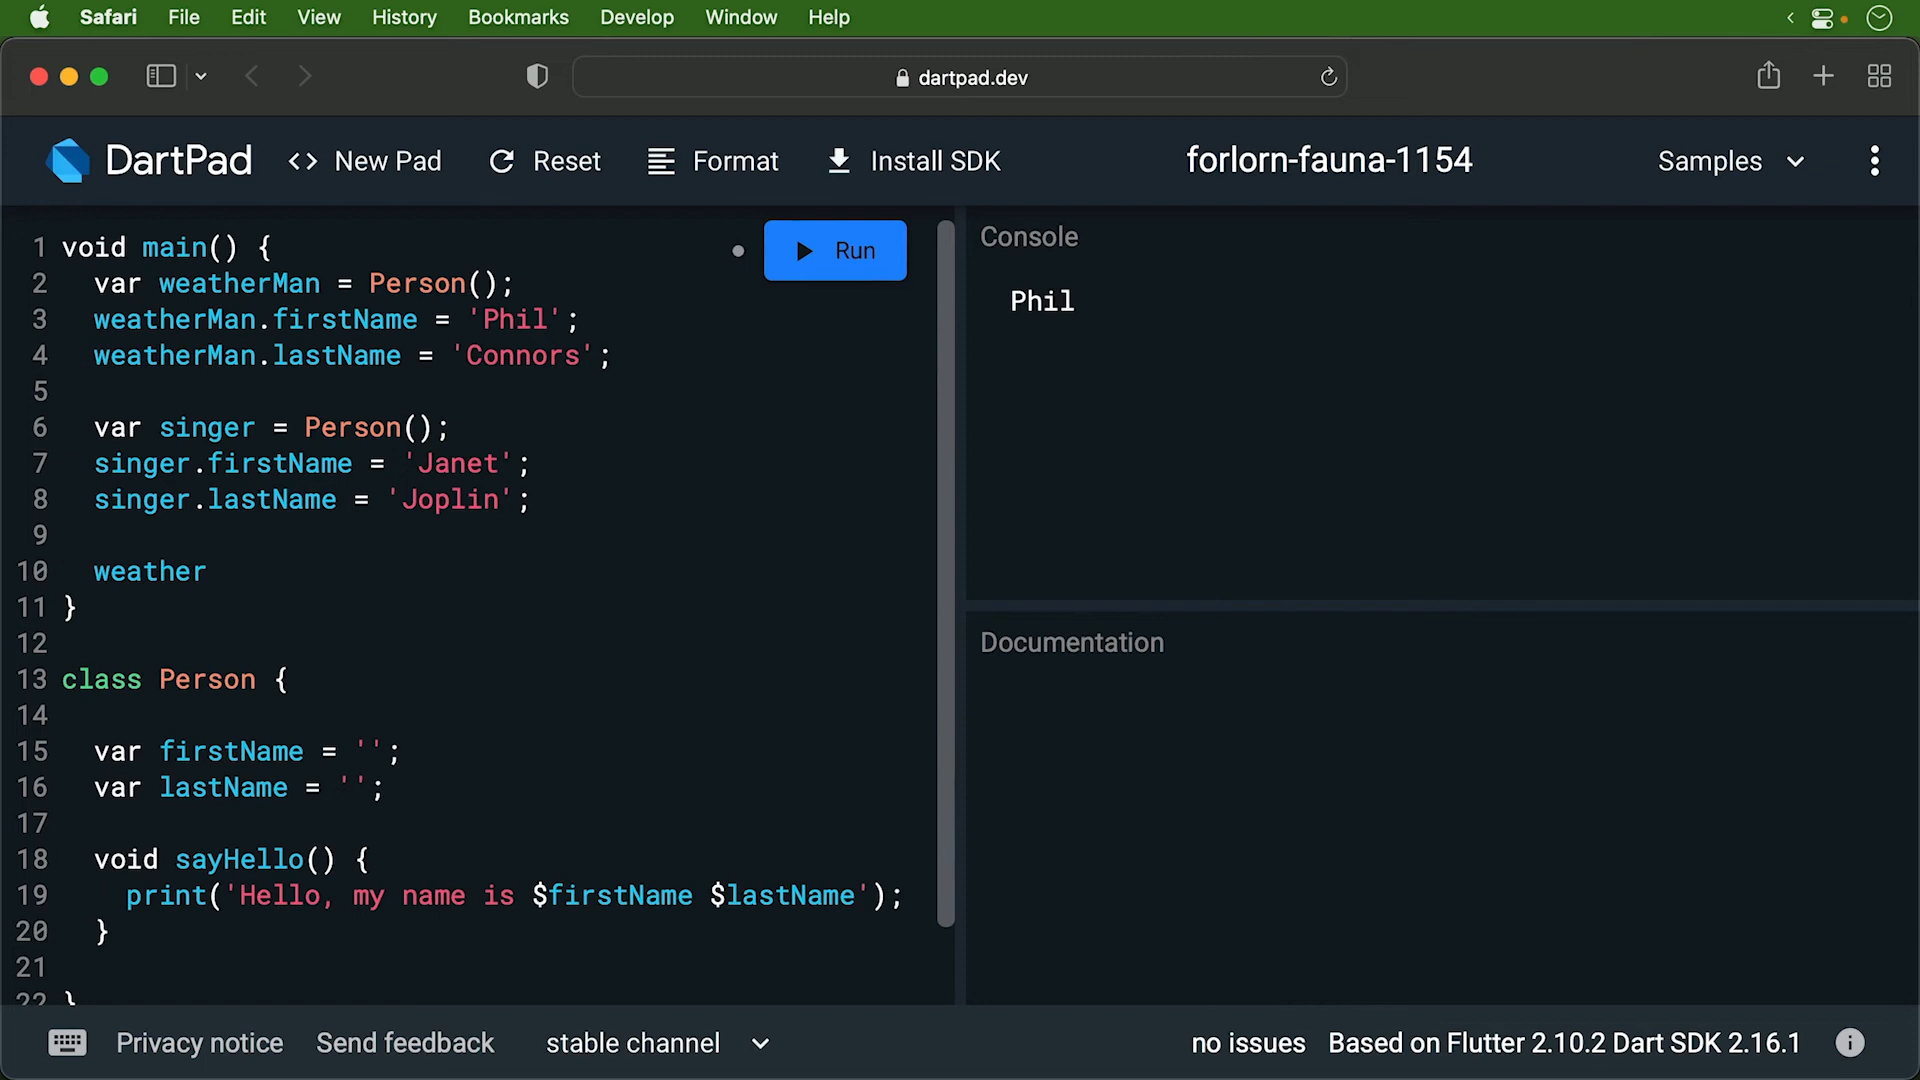 Safari File Edit View History Bookmarks Develop Window Help
dartpad.dev
DartPad <> New Pad Reset Format Install SDK forlorn-fauna-1154 Samples
Run
1 void main() {
2   var weatherMan = Person();
3   weatherMan.firstName = 'Phil';
4   weatherMan.lastName = 'Connors';
5
6   var singer = Person();
7   singer.firstName = 'Janet';
8   singer.lastName = 'Joplin';
9
10   weather
11 }
12
13 class Person {
14
15   var firstName = '';
16   var lastName = '';
17
18   void sayHello() {
19     print('Hello, my name is $firstName $lastName');
20   }
21
22 }
Console
Phil
Documentation
Privacy notice Send feedback stable channel no issues Based on Flutter 2.10.2 Dart SDK 2.16.1